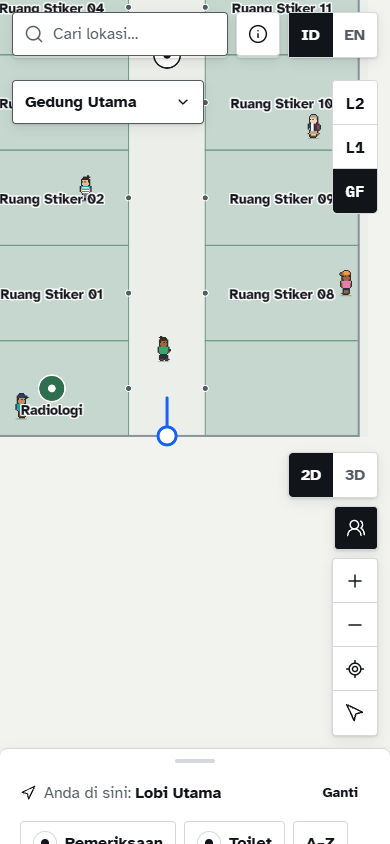 Ruang Stiker 04
Ruang Stiker 11
Cari lokasi...
ID
EN
Gedung Utama
Ruang Stiker 10
L2
L1
GF
Ruang Stiker 02
Ruang Stiker 09
Ruang Stiker 01
Ruang Stiker 08
Radiologi
2D
3D
Anda di sini: Lobi Utama
Ganti
Pemeriksaan
Toilet
A–Z